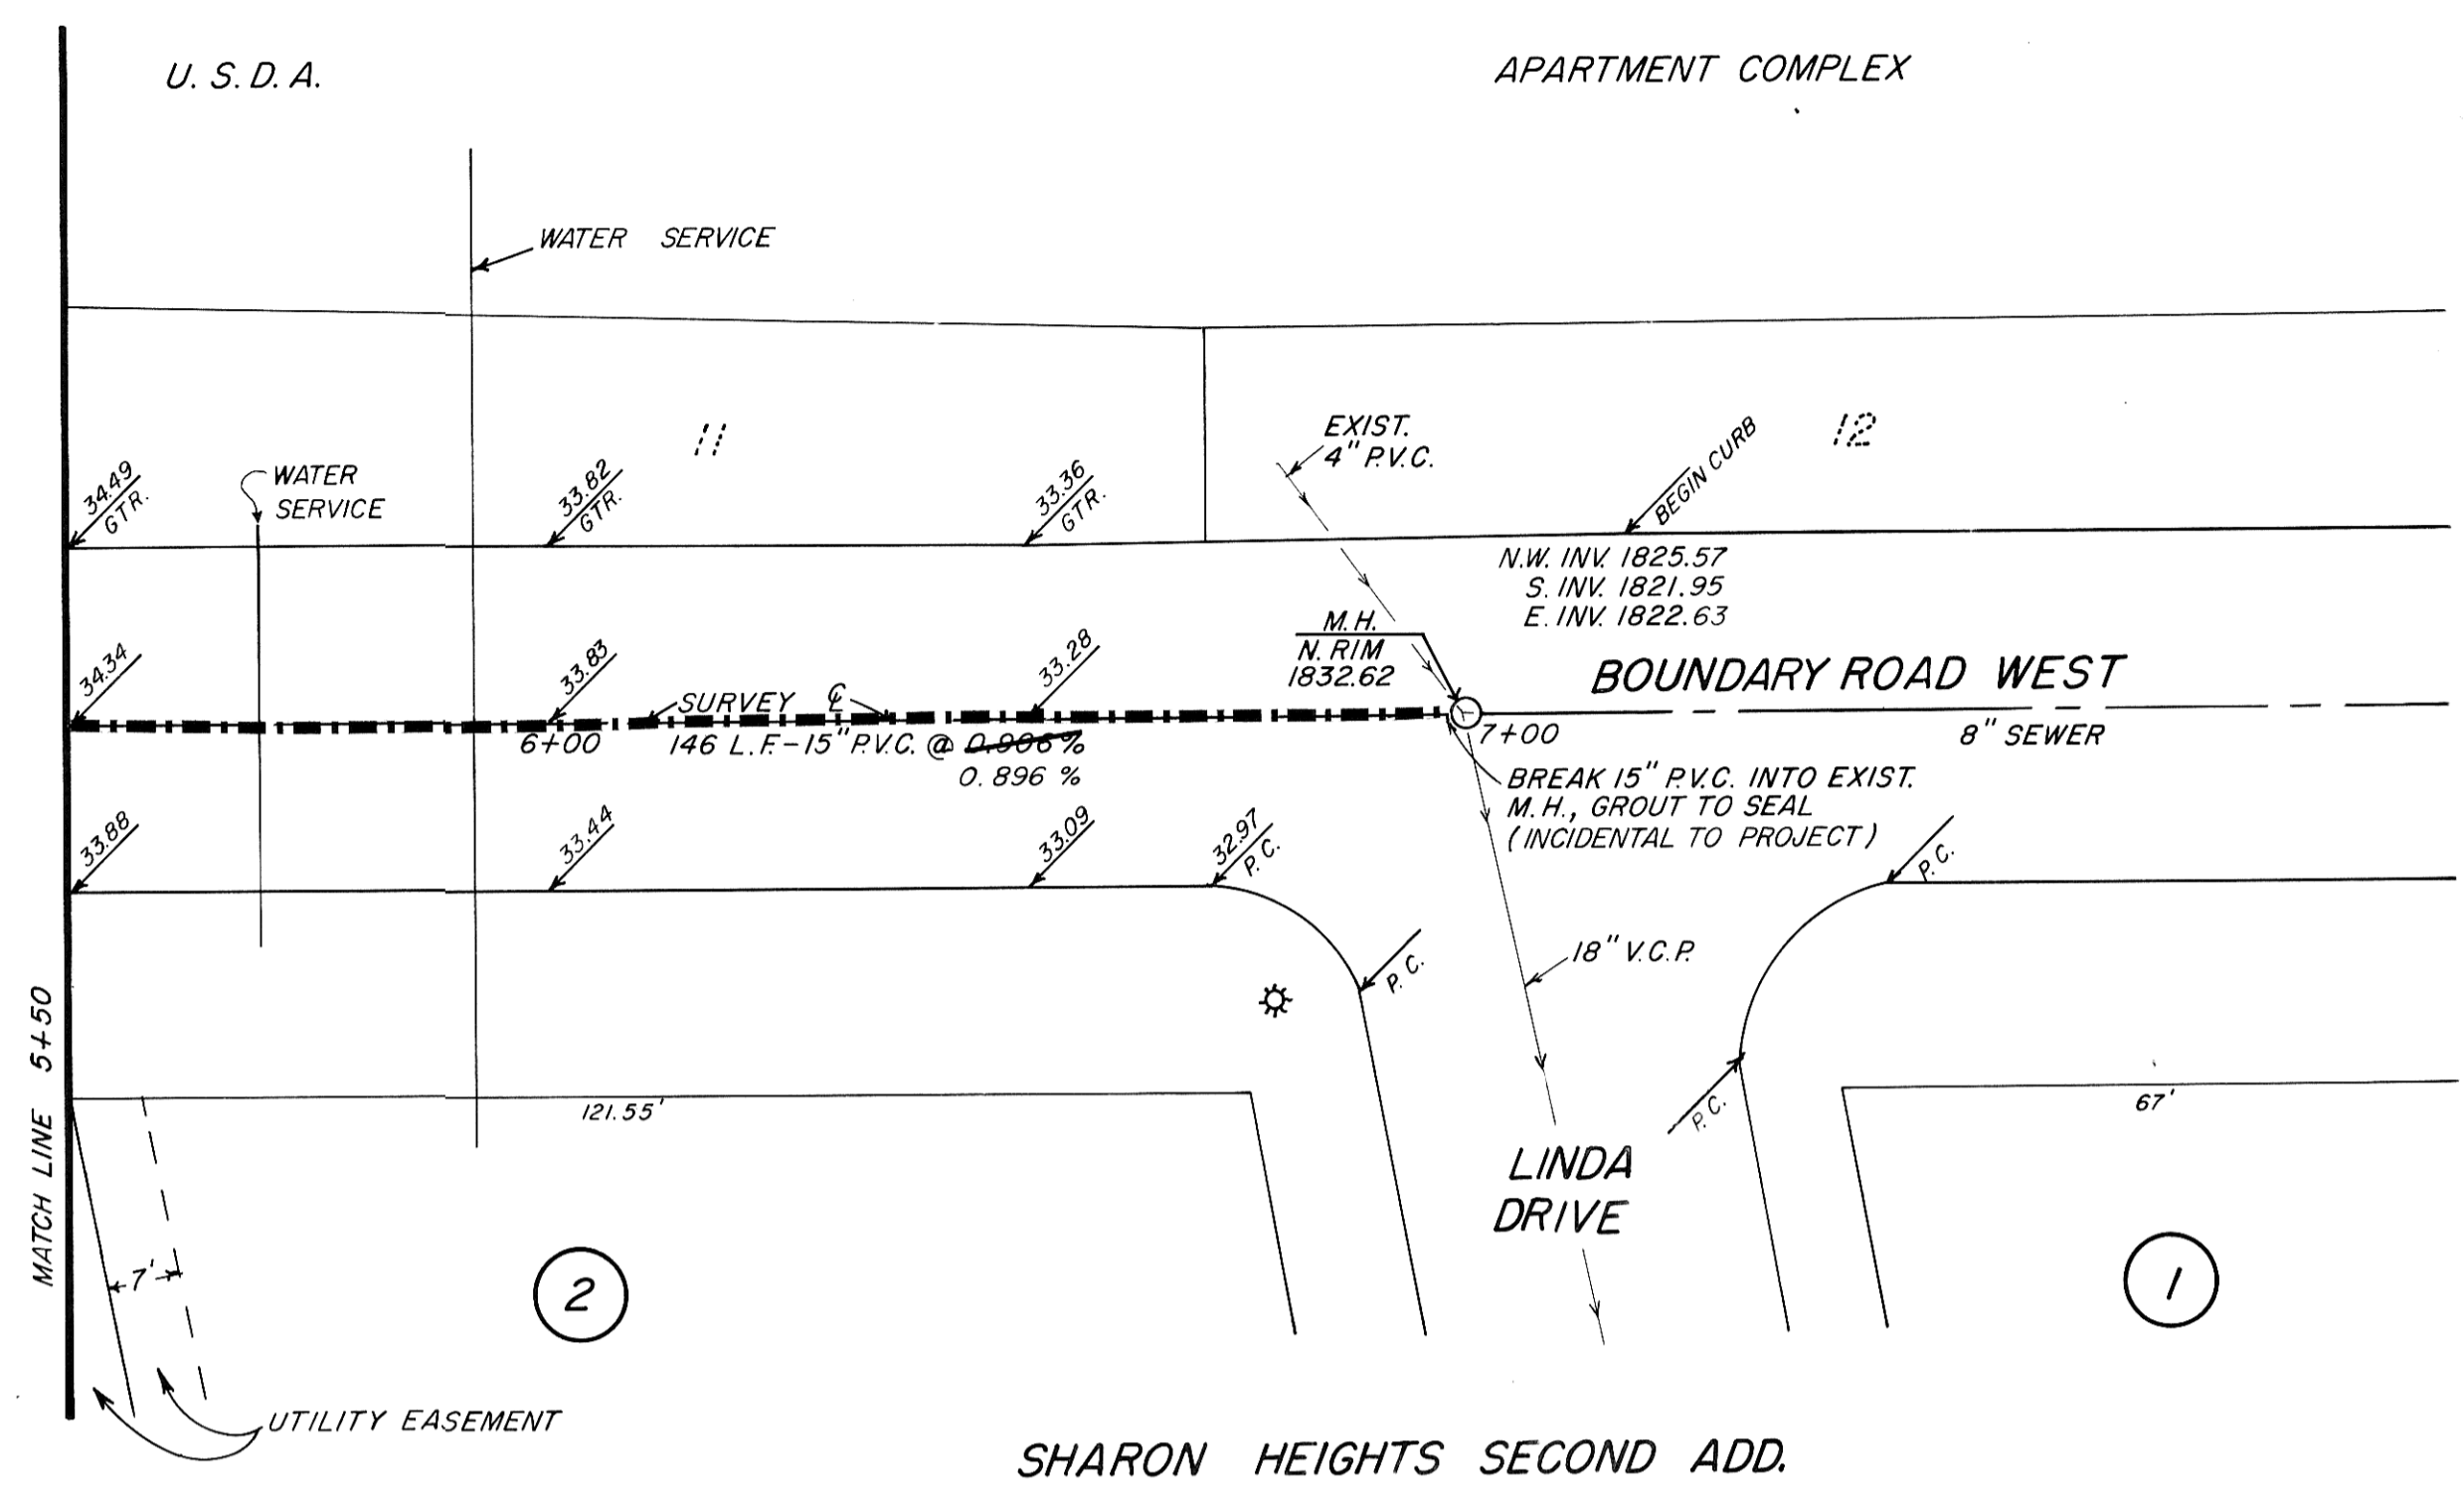 U. S. D. A.
APARTMENT COMPLEX
WATER SERVICE
11
12
EXIST.
4" P.V.C.
BEGIN CURB
34.49
GTR.
WATER
SERVICE
33.82
GTR.
33.36
GTR.
N.W. INV. 1825.57
S. INV. 1821.95
E. INV. 1822.63
M.H.
N. RIM
1832.62
34.34
33.83
33.28
BOUNDARY ROAD WEST
SURVEY ℄
6+00
146 L.F. - 15" P.V.C. @ 0.906%
0.896 %
7+00
8" SEWER
BREAK 15" P.V.C. INTO EXIST.
M.H., GROUT TO SEAL
(INCIDENTAL TO PROJECT)
33.88
33.44
33.09
32.97
P.C.
P.C.
P.C.
18" V.C.P.
P.C.
MATCH LINE 5+50
121.55'
67'
LINDA
DRIVE
7'
2
1
UTILITY EASEMENT
SHARON HEIGHTS SECOND ADD.